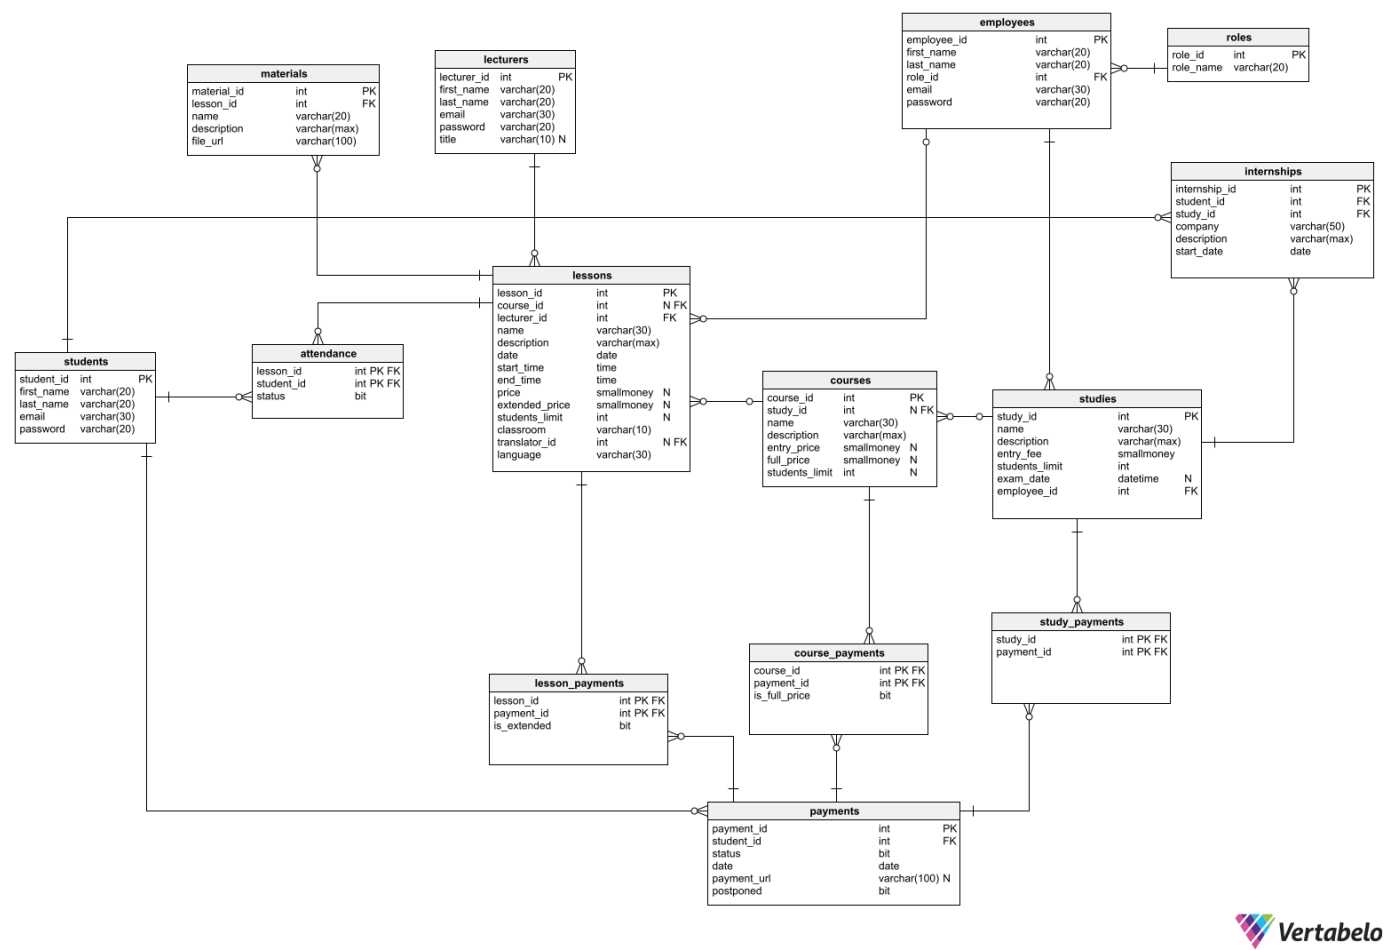 employees
employee_id int PK
first_name varchar(20)
last_name varchar(20)
role_id int FK
email varchar(30)
password varchar(20)
roles
role_id int PK
role_name varchar(20)
lecturers
lecturer_id int PK
first_name varchar(20)
last_name varchar(20)
email varchar(30)
password varchar(20)
title varchar(10) N
materials
material_id int PK
lesson_id int FK
name varchar(20)
description varchar(max)
file_url varchar(100)
internships
internship_id int PK
student_id int FK
study_id int FK
company varchar(50)
description varchar(max)
start_date date
lessons
lesson_id int PK
course_id int N FK
lecturer_id int FK
name varchar(30)
description varchar(max)
date date
start_time time
end_time time
price smallmoney N
extended_price smallmoney N
students_limit int N
classroom varchar(10)
translator_id int N FK
language varchar(30)
students
student_id int PK
first_name varchar(20)
last_name varchar(20)
email varchar(30)
password varchar(20)
attendance
lesson_id int PK FK
student_id int PK FK
status bit
courses
course_id int PK
study_id int N FK
name varchar(30)
description varchar(max)
entry_price smallmoney N
full_price smallmoney N
students_limit int N
studies
study_id int PK
name varchar(30)
description varchar(max)
entry_fee smallmoney
students_limit int
exam_date datetime N
employee_id int FK
study_payments
study_id int PK FK
payment_id int PK FK
course_payments
course_id int PK FK
payment_id int PK FK
is_full_price bit
lesson_payments
lesson_id int PK FK
payment_id int PK FK
is_extended bit
payments
payment_id int PK
student_id int FK
status bit
date date
payment_url varchar(100) N
postponed bit
Vertabelo